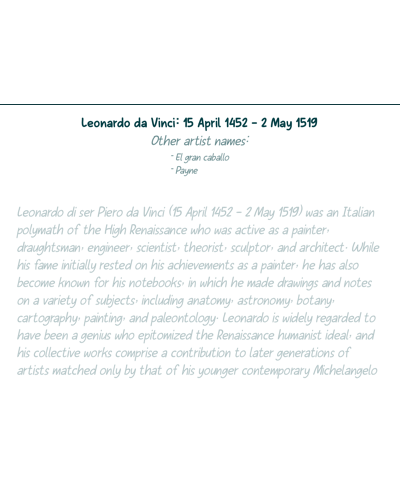 Leonardo da Vinci: 15 April 1452 - 2 May 1519
Other artist names:
- El gran caballo
- Payne
Leonardo di ser Piero da Vinci (15 April 1452 - 2 May 1519) was an Italian
polymath of the High Renaissance who was active as a painter,
draughtsman, engineer, scientist, theorist, sculptor, and architect. While
his fame initially rested on his achievements as a painter, he has also
become known for his notebooks, in which he made drawings and notes
on a variety of subjects, including anatomy, astronomy, botany,
cartography, painting, and paleontology. Leonardo is widely regarded to
have been a genius who epitomized the Renaissance humanist ideal, and
his collective works comprise a contribution to later generations of
artists matched only by that of his younger contemporary Michelangelo